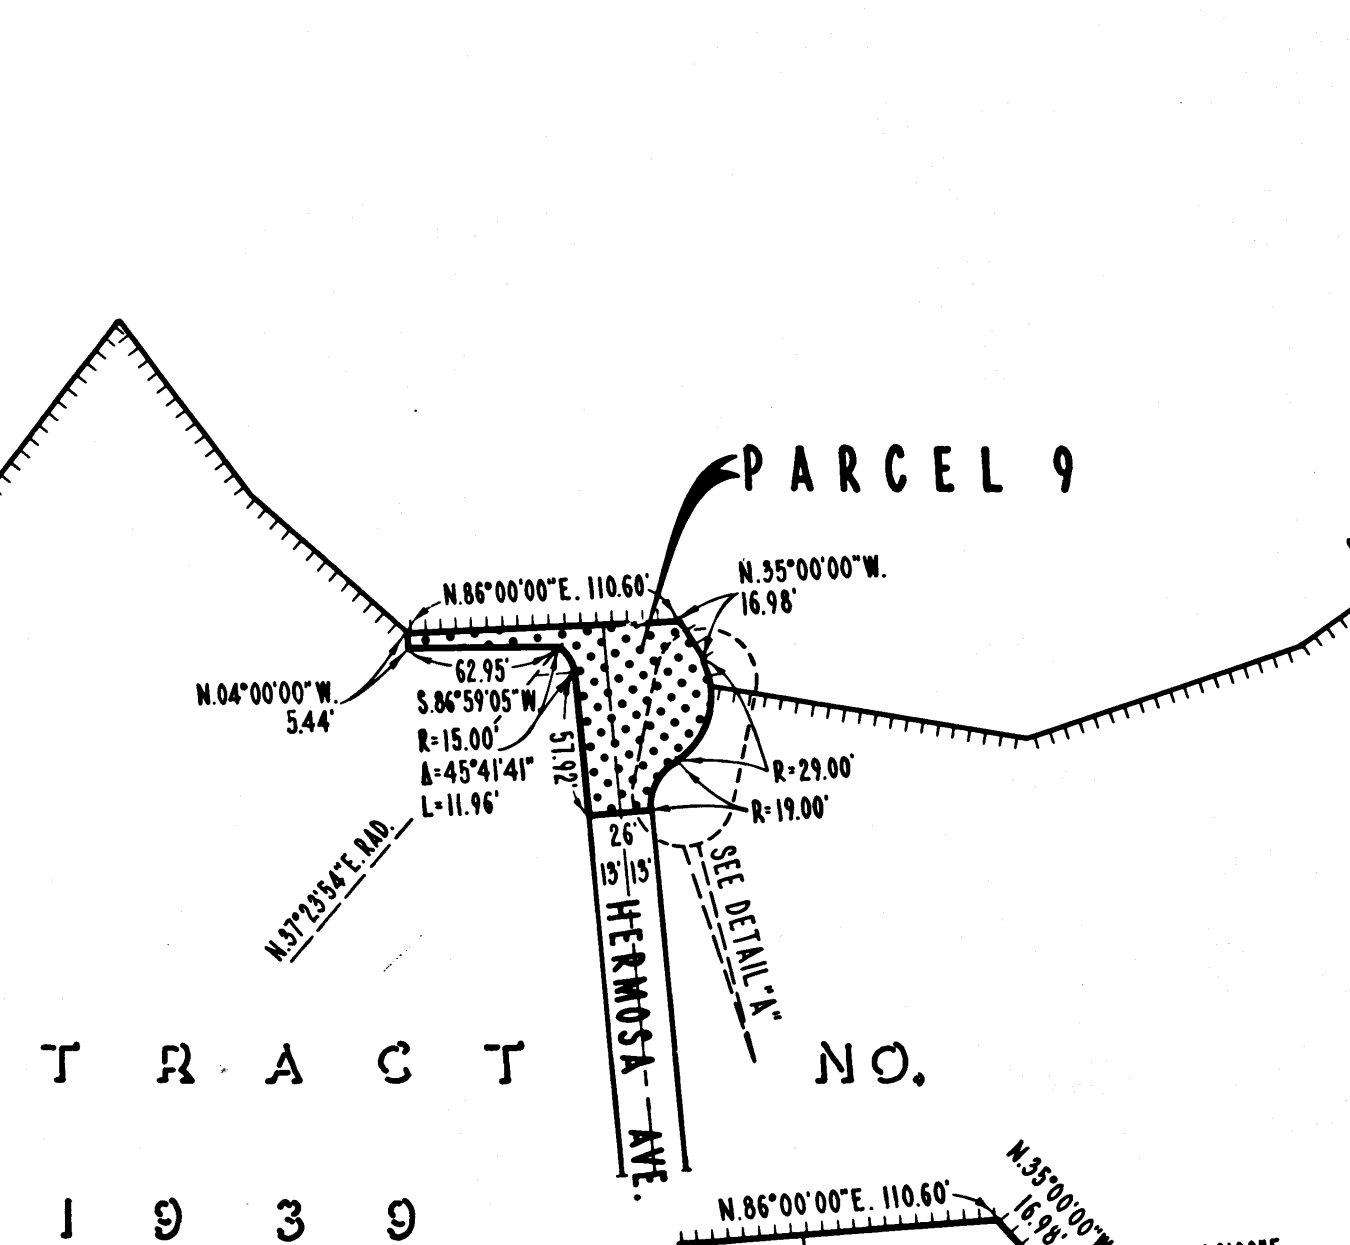 PARCEL 9
N.86°00'00"E. 110.60'
N.35°00'00"W.
16.98'
62.95'
S.86°59'05"W.
N.04°00'00"W.
5.44'
R=15.00'
Δ=45°41'41"
L=11.96'
57.92'
R=29.00'
R=19.00'
N.37°23'54"E. RAD.
26'
13' 13'
HERMOSA AVE.
SEE DETAIL "A"
TRACT NO.
1939
N.86°00'00"E. 110.60'
N.35°00'00"W.
16.98'